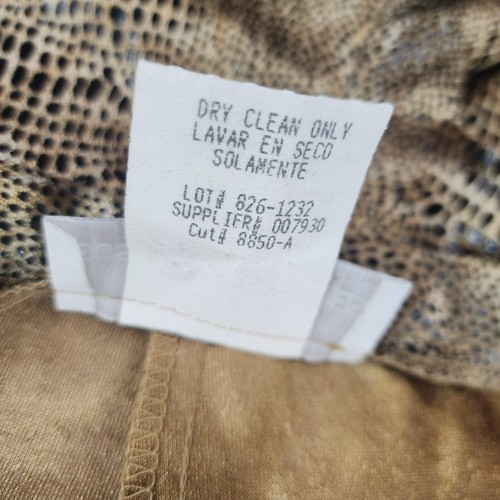 DRY CLEAN ONLY
LAVAR EN SECO
SOLAMENTE
LOT# 826-1232
SUPPLIER# 007930
Cut# 8850-A